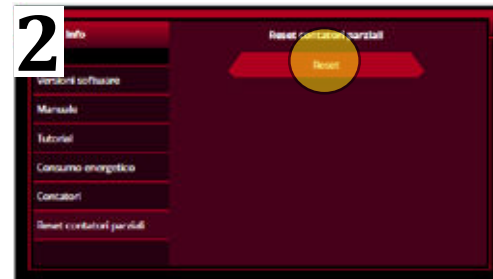 2
Info
Reset contatori parziali
Reset
Versioni software
Manuale
Tutorial
Consumo energetico
Contatori
Reset contatori parziali